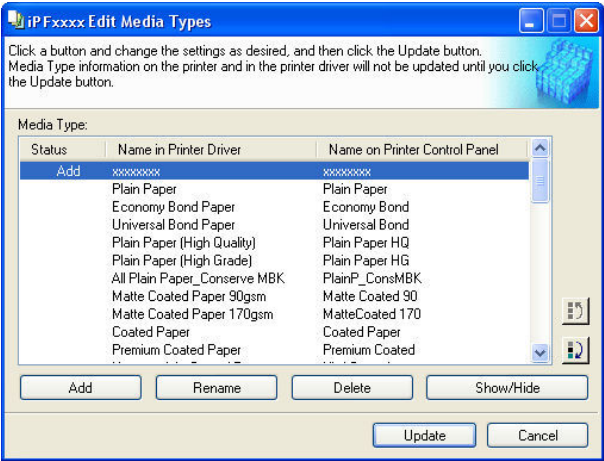 iPFxxxx Edit Media Types
Click a button and change the settings as desired, and then click the Update button.
Media Type information on the printer and in the printer driver will not be updated until you click
the Update button.
Media Type:
Status Name in Printer Driver Name on Printer Control Panel
Add xxxxxxxx xxxxxxxx
Plain Paper Plain Paper
Economy Bond Paper Economy Bond
Universal Bond Paper Universal Bond
Plain Paper (High Quality) Plain Paper HQ
Plain Paper (High Grade) Plain Paper HG
All Plain Paper_Conserve MBK PlainP_ConsMBK
Matte Coated Paper 90gsm Matte Coated 90
Matte Coated Paper 170gsm MatteCoated 170
Coated Paper Coated Paper
Premium Coated Paper Premium Coated
Add Rename Delete Show/Hide
Update Cancel